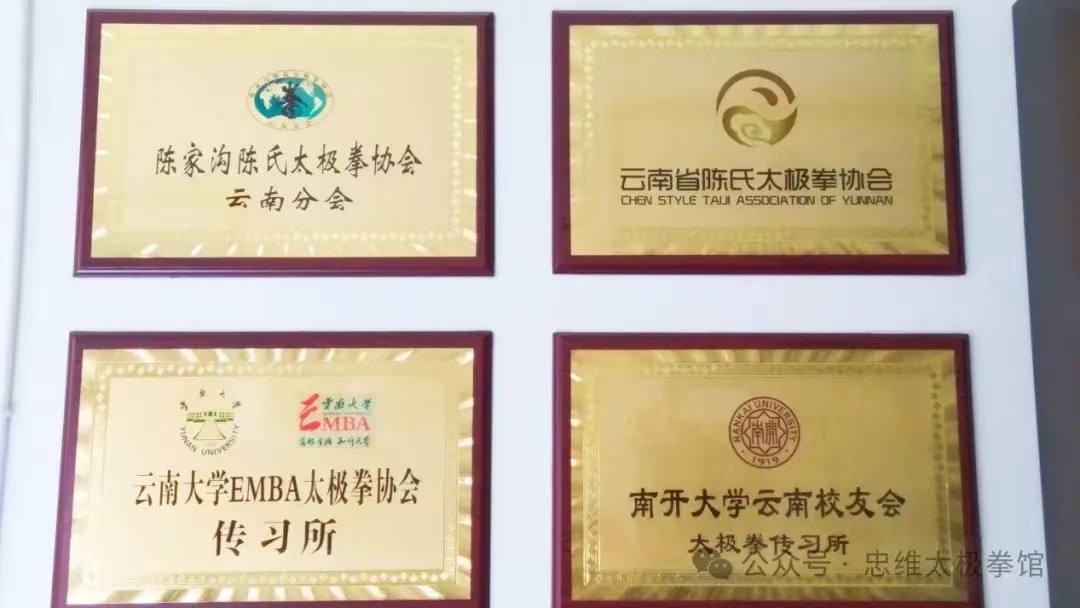 陈家沟陈氏太极拳协会
云南分会
云南省陈氏太极拳协会
CHEN STYLE TAIJI ASSOCIATION OF YUNNAN
YUNAN UNIVERSITY
雲南大学
EMBA
云南大学EMBA太极拳协会
传习所
NANKAI UNIVERSITY
南開
1919
南开大学云南校友会
太极拳传习所
公众号·忠维太极拳馆